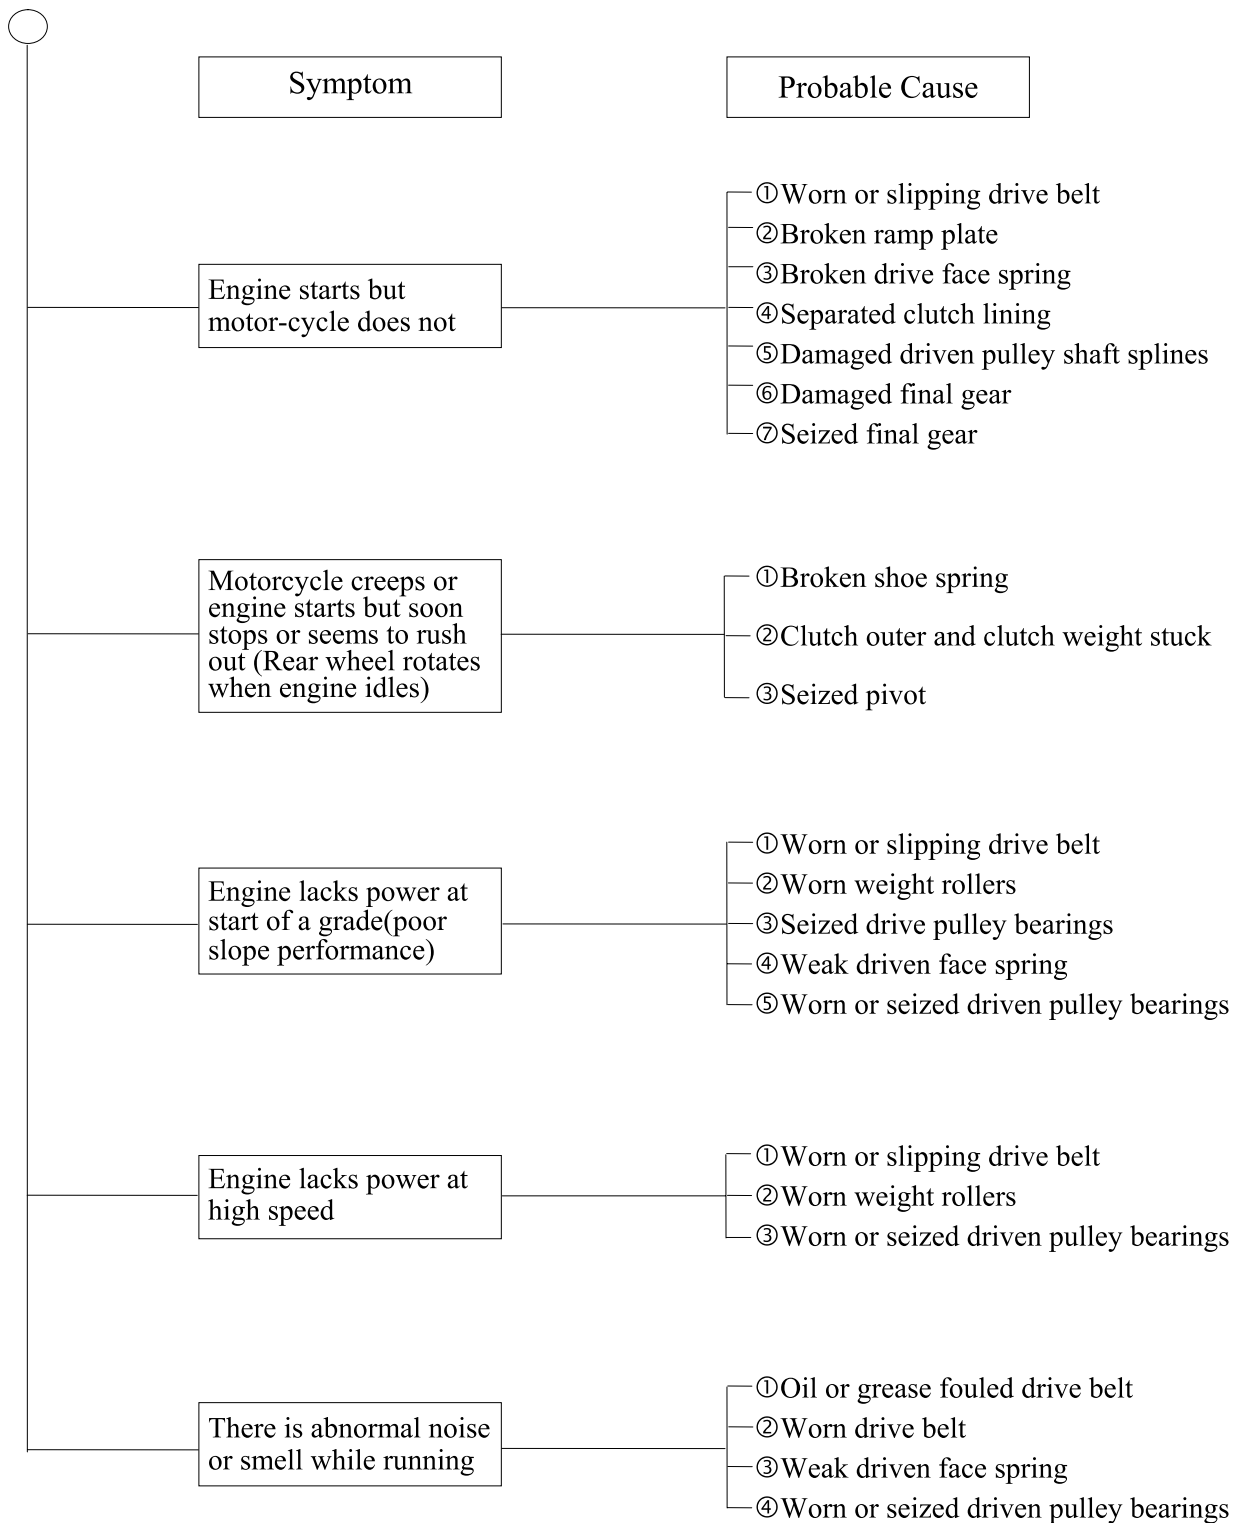 Symptom
Probable Cause
Engine starts but
motor-cycle does not
①Worn or slipping drive belt
②Broken ramp plate
③Broken drive face spring
④Separated clutch lining
⑤Damaged driven pulley shaft splines
⑥Damaged final gear
⑦Seized final gear
Motorcycle creeps or
engine starts but soon
stops or seems to rush
out (Rear wheel rotates
when engine idles)
①Broken shoe spring
②Clutch outer and clutch weight stuck
③Seized pivot
Engine lacks power at
start of a grade(poor
slope performance)
①Worn or slipping drive belt
②Worn weight rollers
③Seized drive pulley bearings
④Weak driven face spring
⑤Worn or seized driven pulley bearings
Engine lacks power at
high speed
①Worn or slipping drive belt
②Worn weight rollers
③Worn or seized driven pulley bearings
There is abnormal noise
or smell while running
①Oil or grease fouled drive belt
②Worn drive belt
③Weak driven face spring
④Worn or seized driven pulley bearings